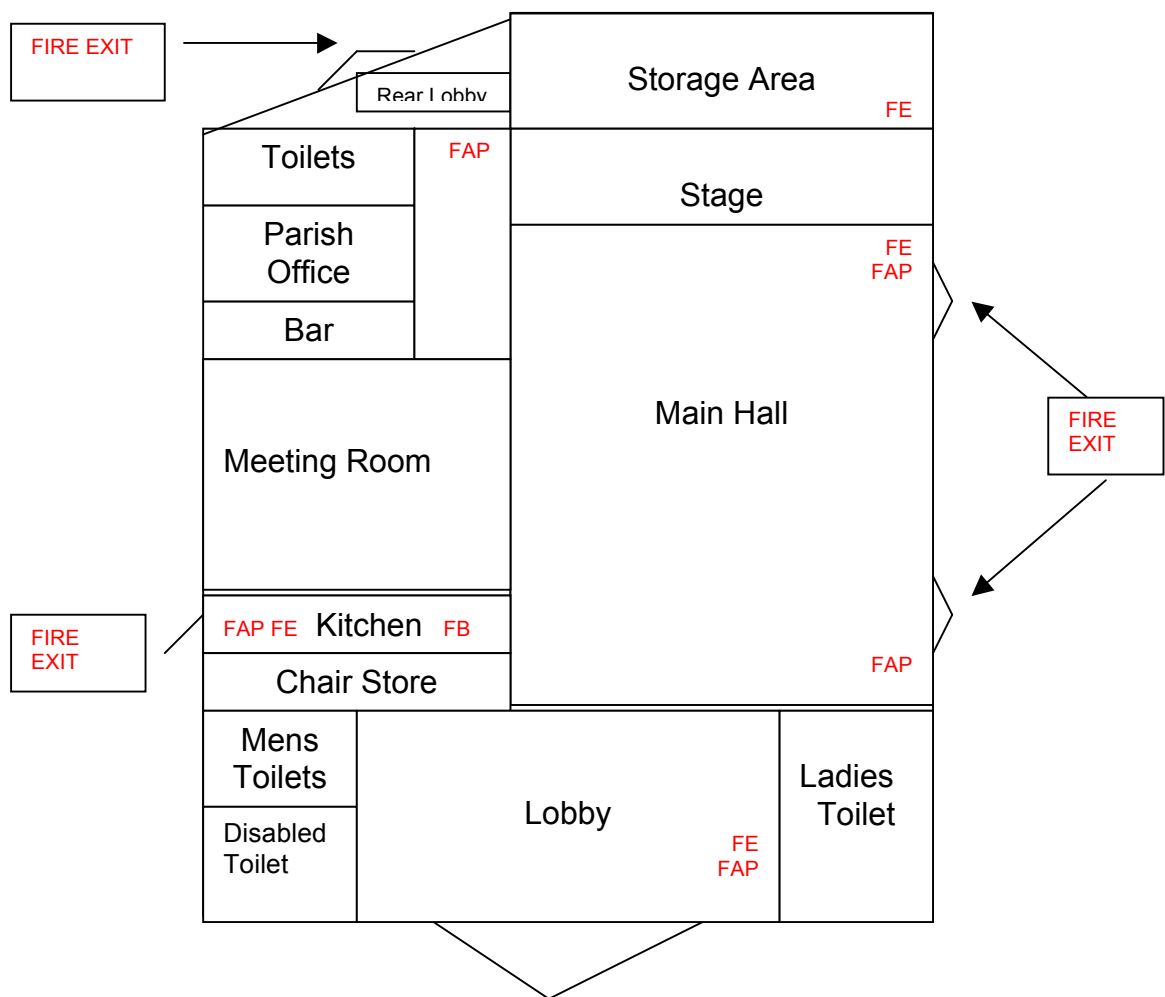 FIRE EXIT
Storage Area
Rear Lobby
FE
Toilets
FAP
Stage
Parish
Office
FE
FAP
Bar
Main Hall
FIRE
EXIT
Meeting Room
FIRE
EXIT
FAP FE Kitchen FB
FAP
Chair Store
Mens
Toilets
Ladies
Toilet
Lobby
Disabled
Toilet
FE
FAP